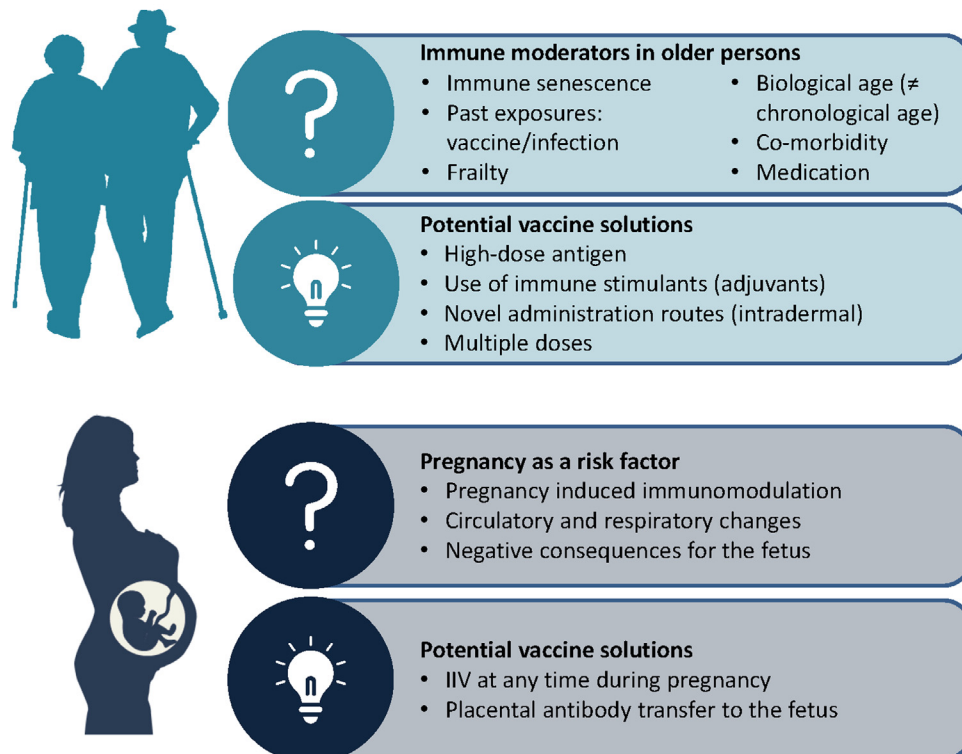 Immune moderators in older persons
• Immune senescence
• Past exposures:
vaccine/infection
• Frailty
• Biological age (≠
chronological age)
• Co-morbidity
• Medication
Potential vaccine solutions
• High-dose antigen
• Use of immune stimulants (adjuvants)
• Novel administration routes (intradermal)
• Multiple doses
Pregnancy as a risk factor
• Pregnancy induced immunomodulation
• Circulatory and respiratory changes
• Negative consequences for the fetus
Potential vaccine solutions
• IIV at any time during pregnancy
• Placental antibody transfer to the fetus